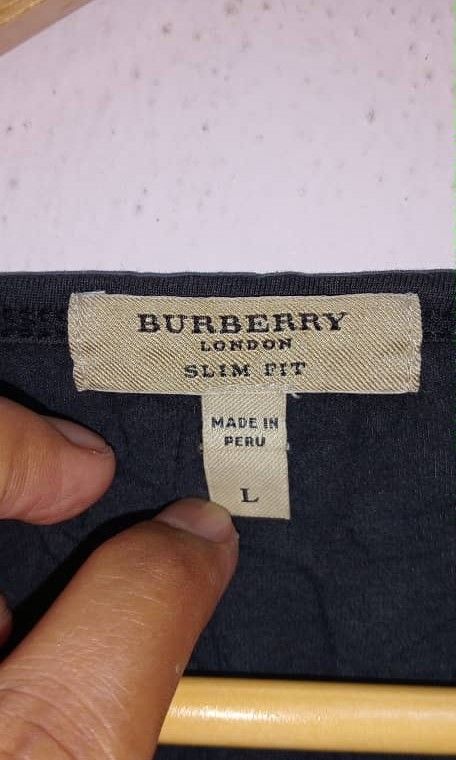 BURBERRY
LONDON
SLIM FIT
MADE IN
PERU
L